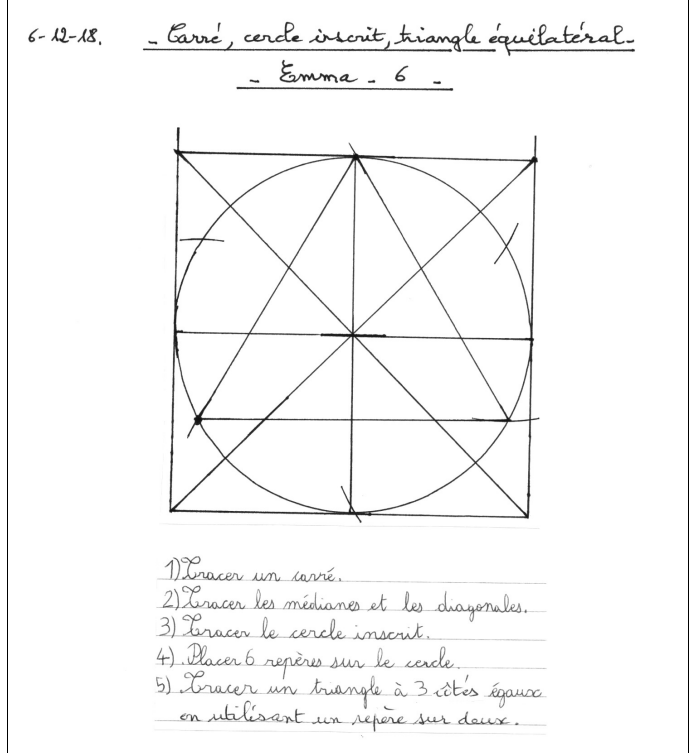 6-12-18. - Carré, cercle inscrit, triangle équilatéral -
- Emma - 6 -
1) Tracer un carré.
2) Tracer les médianes et les diagonales.
3) Tracer le cercle inscrit.
4). Placer 6 repères sur le cercle.
5) Tracer un triangle à 3 côtés égaux
en utilisant un repère sur deux.